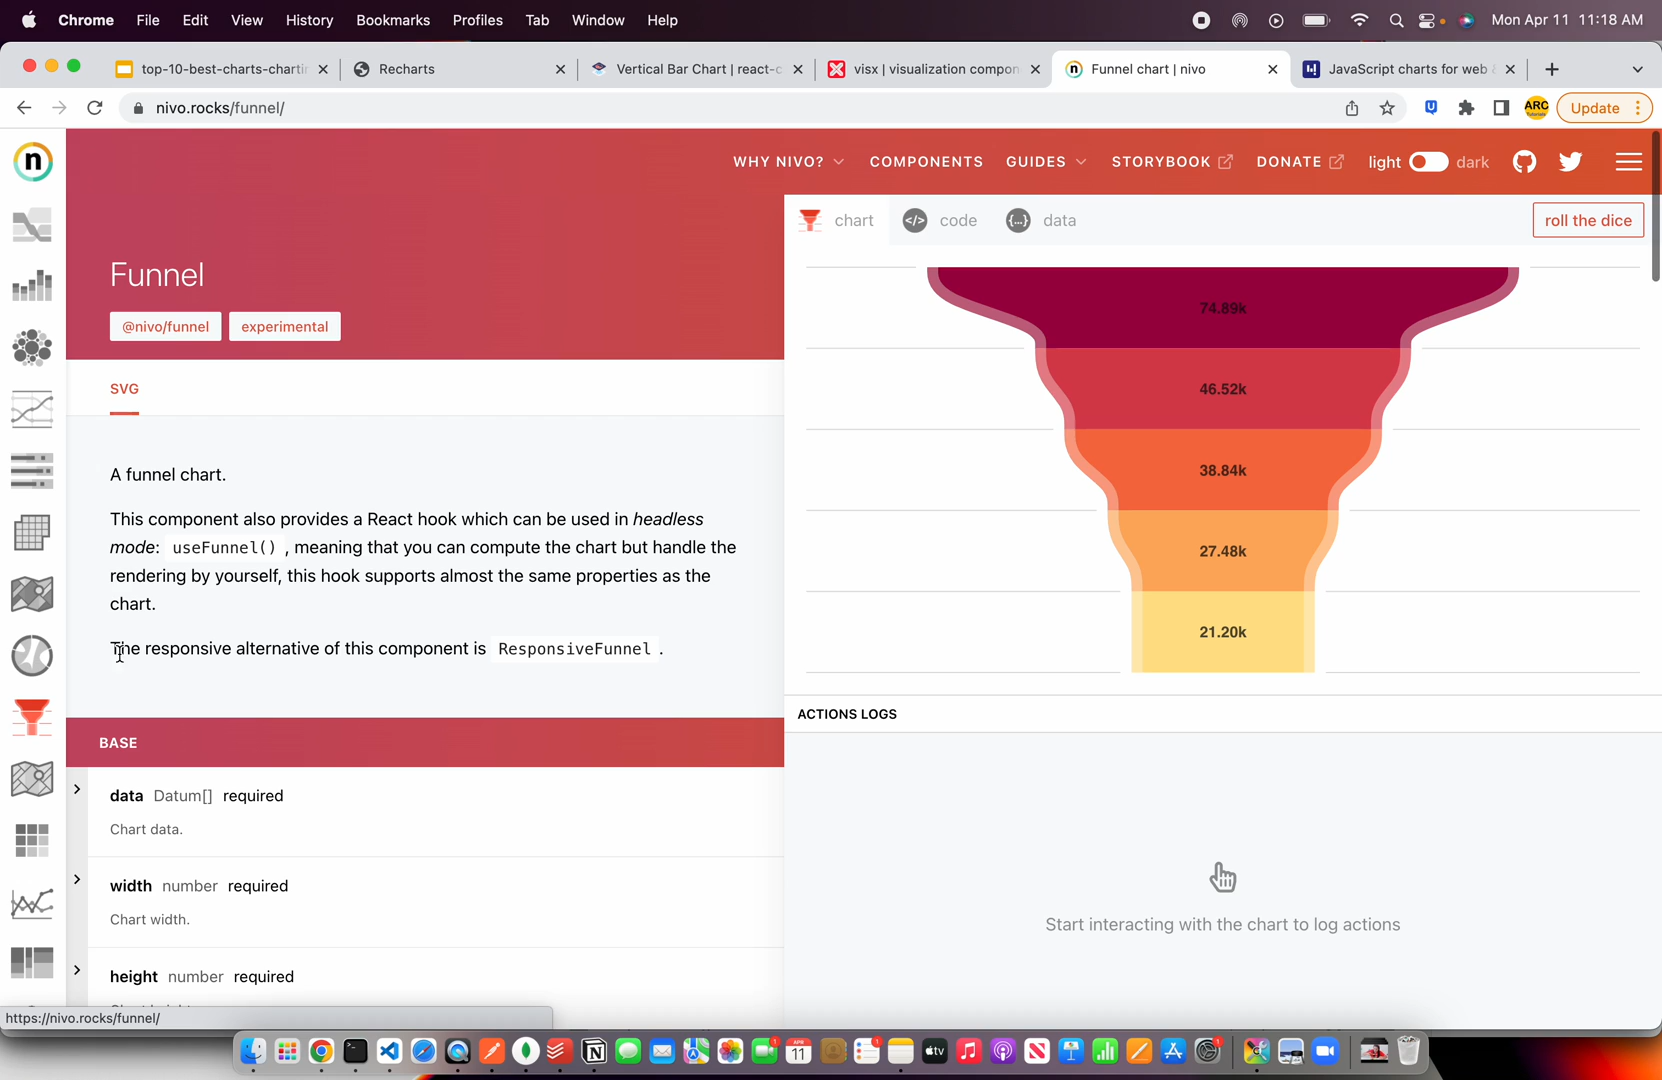 Chrome File Edit View History Bookmarks Profiles Tab Window Help Mon Apr 11 11:18 AM
top-10-best-charts-charti Recharts Vertical Bar Chart | react-c visx | visualization compon Funnel chart | nivo JavaScript charts for web
nivo.rocks/funnel/ ARC Update
n WHY NIVO? COMPONENTS GUIDES STORYBOOK DONATE light dark
chart </> code {...} data roll the dice
Funnel
@nivo/funnel experimental
SVG
A funnel chart.
This component also provides a React hook which can be used in headless
mode: useFunnel() , meaning that you can compute the chart but handle the
rendering by yourself, this hook supports almost the same properties as the
chart.
The responsive alternative of this component is ResponsiveFunnel .
BASE
data Datum[] required
Chart data.
width number required
Chart width.
height number required
74.89k
46.52k
38.84k
27.48k
21.20k
ACTIONS LOGS
Start interacting with the chart to log actions
https://nivo.rocks/funnel/